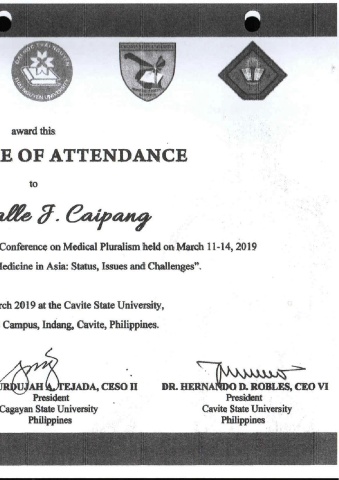 award this
E OF ATTENDANCE
to
alle J. Caipang
Conference on Medical Pluralism held on March 11-14, 2019
edicine in Asia: Status, Issues and Challenges".
rch 2019 at the Cavite State University,
Campus, Indang, Cavite, Philippines.
URDUJAH A. TEJADA, CESO II
President
Cagayan State University
Philippines
DR. HERNANDO D. ROBLES, CEO VI
President
Cavite State University
Philippines